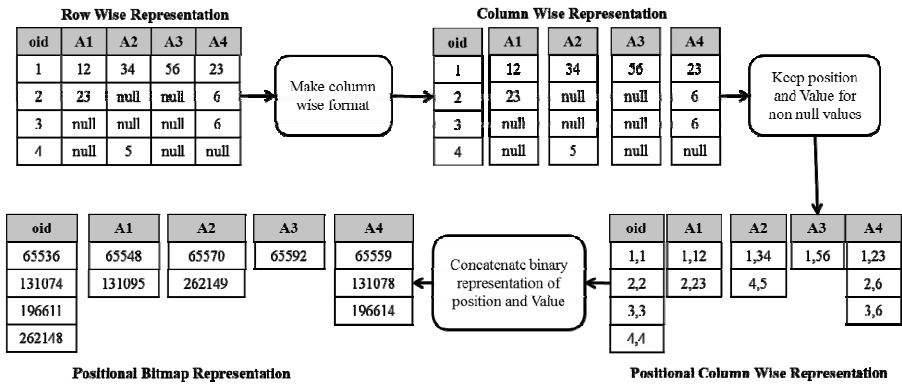 Row Wise Representation
oid A1 A2 A3 A4
1 12 34 56 23
2 23 null null 6
3 null null null 6
4 null 5 null null
Make column
wise format
Column Wise Representation
oid A1 A2 A3 A4
1 12 34 56 23
2 23 null null 6
3 null null null 6
4 null 5 null null
Keep position
and Value for
non null values
oid A1 A2 A3 A4
1,1 1,12 1,34 1,56 1,23
2,2 2,23 4,5 2,6
3,3 3,6
4,4
Positional Column Wise Representation
Concatenate binary
representation of
position and Value
oid A1 A2 A3 A4
65536 65548 65570 65592 65559
131074 131095 262149 131078
196611 196614
262148
Positional Bitmap Representation